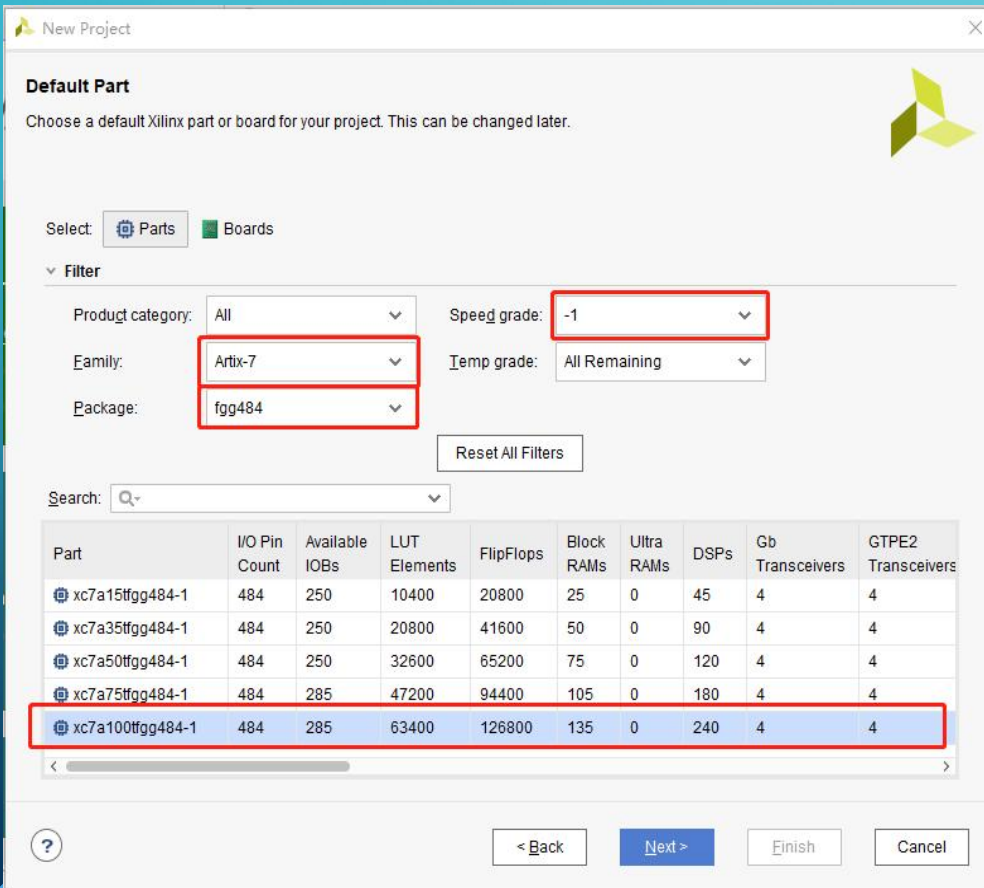 New Project
Default Part
Choose a default Xilinx part or board for your project. This can be changed later.
Select: Parts Boards
Filter
Product category: All Speed grade: -1
Family: Artix-7 Temp grade: All Remaining
Package: fgg484
Reset All Filters
Search:
Part I/O Pin Count Available IOBs LUT Elements FlipFlops Block RAMs Ultra RAMs DSPs Gb Transceivers GTPE2 Transceivers
xc7a15tfgg484-1 484 250 10400 20800 25 0 45 4 4
xc7a35tfgg484-1 484 250 20800 41600 50 0 90 4 4
xc7a50tfgg484-1 484 250 32600 65200 75 0 120 4 4
xc7a75tfgg484-1 484 285 47200 94400 105 0 180 4 4
xc7a100tfgg484-1 484 285 63400 126800 135 0 240 4 4
? < Back Next > Finish Cancel